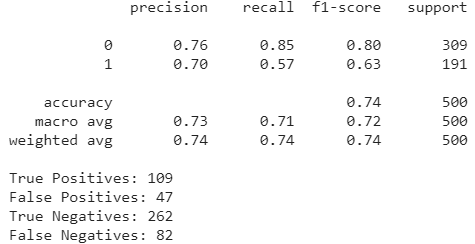 precision recall f1-score support
0 0.76 0.85 0.80 309
1 0.70 0.57 0.63 191
accuracy 0.74 500
macro avg 0.73 0.71 0.72 500
weighted avg 0.74 0.74 0.74 500
True Positives: 109
False Positives: 47
True Negatives: 262
False Negatives: 82